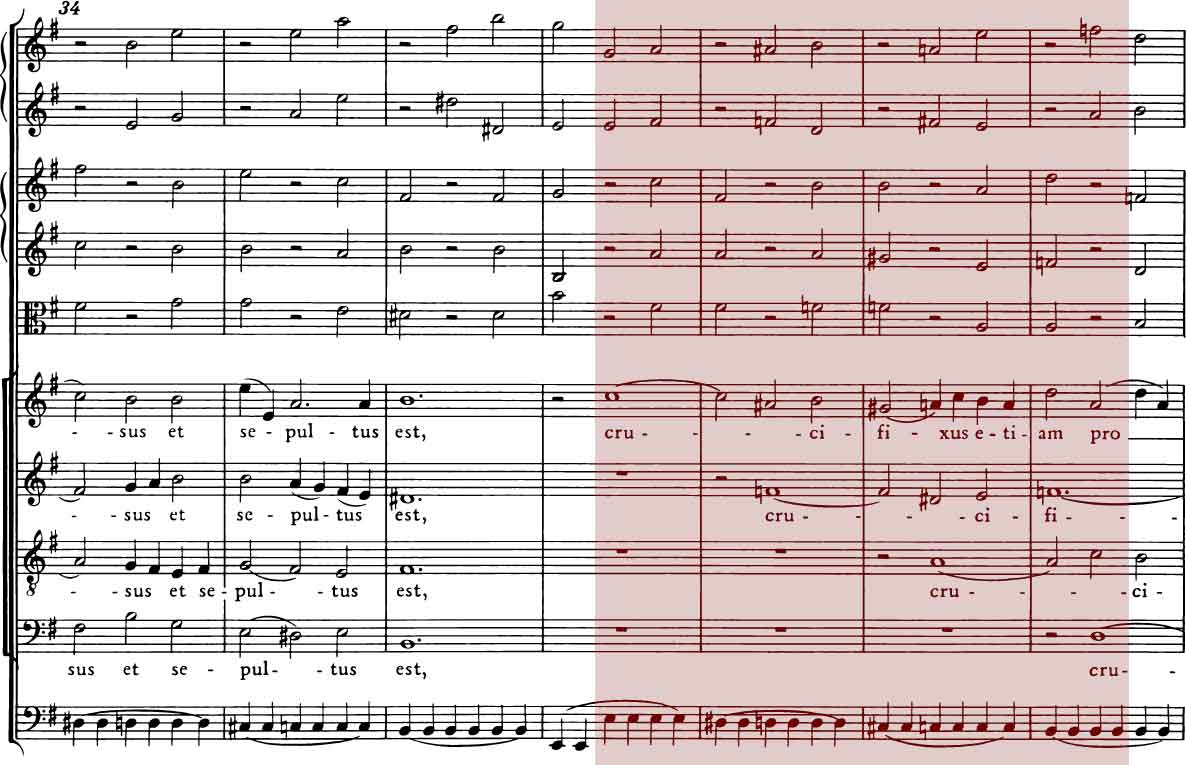 34
- - sus et se - pul - tus est, cru - - - ci - fi - xus e - ti - am pro
- - sus et se - pul - tus est, cru - - - ci - fi - - -
- - sus et se - pul - - tus est, cru - - - ci -
8
sus et se - pul - - tus est, cru - -